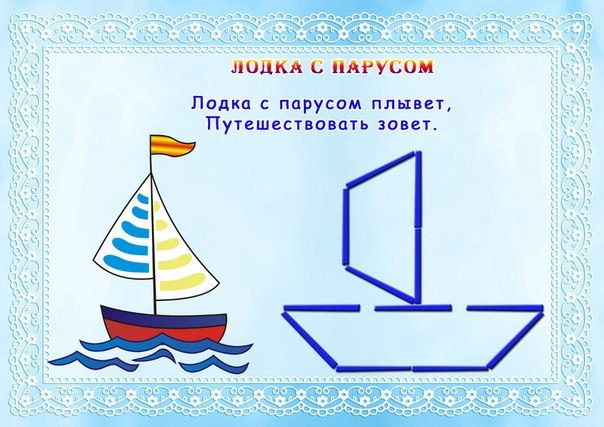 ЛОДКА С ПАРУСОМ
Лодка с парусом плывет,
Путешествовать зовет.